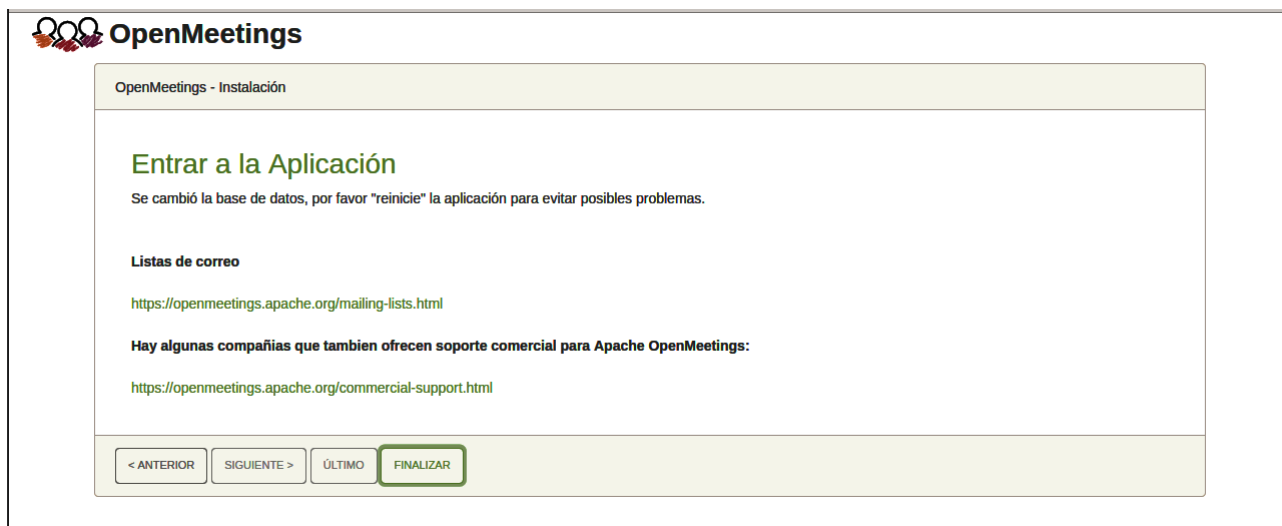 OpenMeetings
OpenMeetings - Instalación
Entrar a la Aplicación
Se cambió la base de datos, por favor "reinicie" la aplicación para evitar posibles problemas.
Listas de correo
https://openmeetings.apache.org/mailing-lists.html
Hay algunas compañias que tambien ofrecen soporte comercial para Apache OpenMeetings:
https://openmeetings.apache.org/commercial-support.html
< ANTERIOR SIGUIENTE > ÚLTIMO FINALIZAR